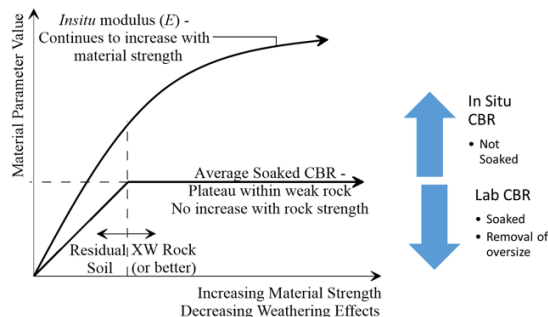 Material Parameter Value
Insitu modulus (E) -
Continues to increase with
material strength
Average Soaked CBR -
Plateau within weak rock
No increase with rock strength
Residual
Soil
XW Rock
(or better)
Increasing Material Strength
Decreasing Weathering Effects
In Situ
CBR
• Not
Soaked
Lab CBR
• Soaked
• Removal of
oversize